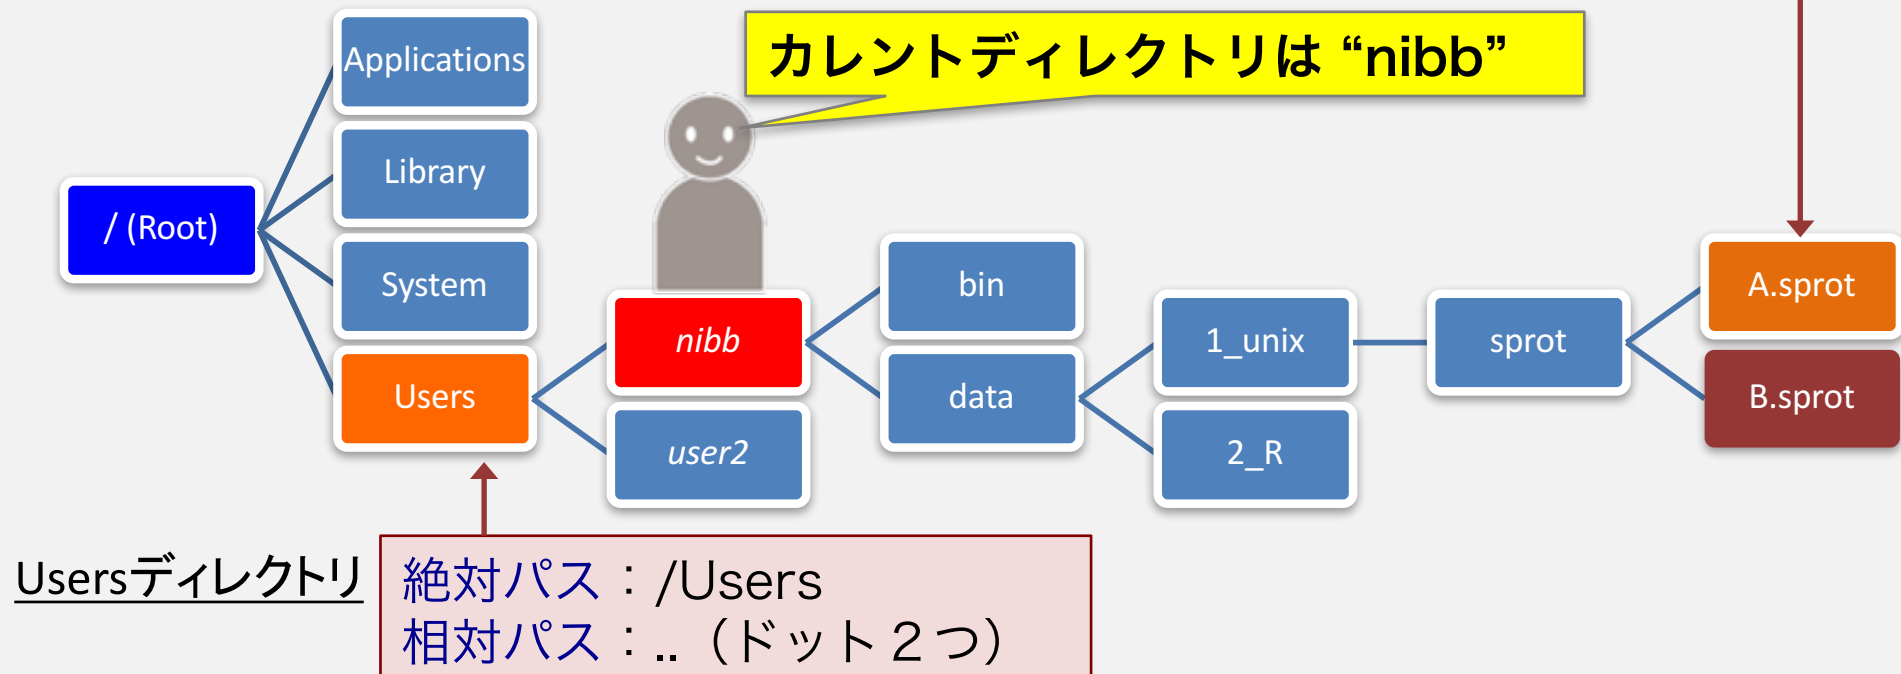 カレントディレクトリは “nibb”
Applications
Library
/ (Root)
System
Users
nibb
user2
bin
data
1_unix
2_R
sprot
A.sprot
B.sprot
Usersディレクトリ
絶対パス：/Users
相対パス：..（ドット２つ）